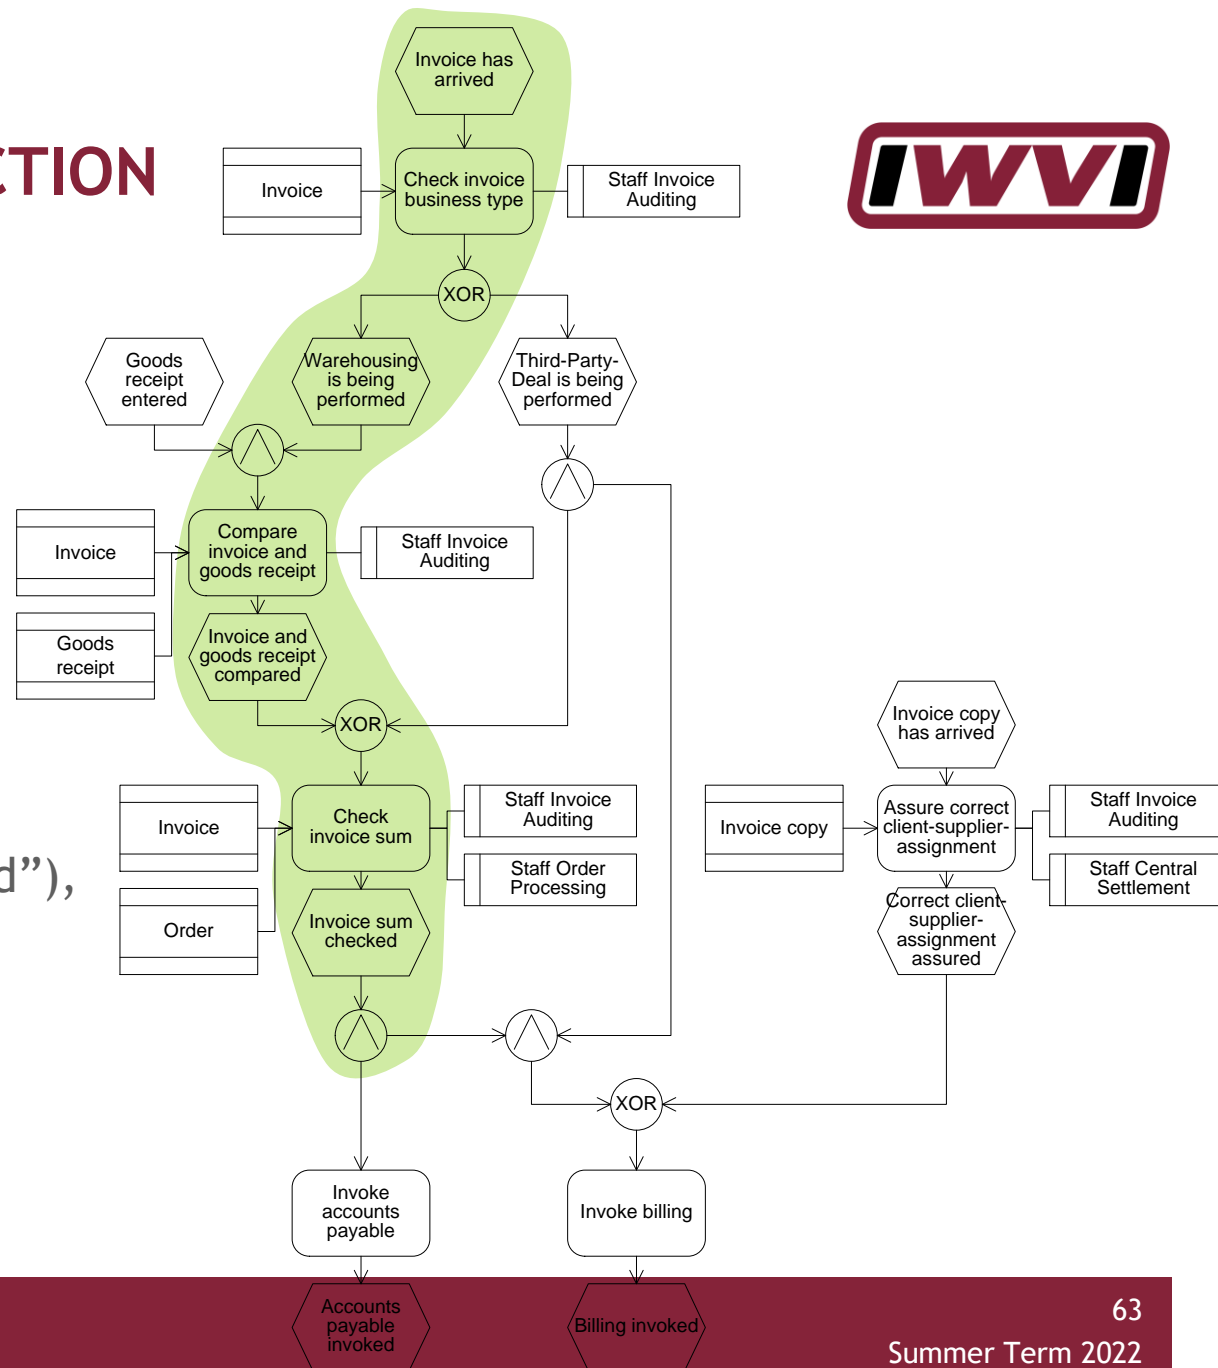 Invoice has
arrived
CTION
IWVI
Invoice
Check invoice
business type
Staff Invoice
Auditing
XOR
Goods
receipt
entered
Warehousing
is being
performed
Third-Party-
Deal is being
performed
Invoice
Compare
invoice and
goods receipt
Staff Invoice
Auditing
Goods
receipt
Invoice and
goods receipt
compared
XOR
Invoice copy
has arrived
Invoice
Check
invoice sum
Staff Invoice
Auditing
Staff Order
Processing
Invoice copy
Assure correct
client-supplier-
assignment
Staff Invoice
Auditing
Staff Central
Settlement
d”),
Order
Invoice sum
checked
Correct client-
supplier-
assignment
assured
XOR
Invoke
accounts
payable
Invoke billing
Accounts
payable
invoked
Billing invoked
63
Summer Term 2022